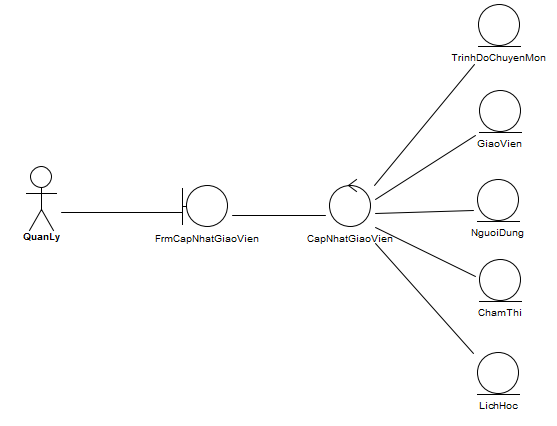 TrinhDoChuyenMon
GiaoVien
QuanLy
FrmCapNhatGiaoVien
CapNhatGiaoVien
NguoiDung
ChamThi
LichHoc